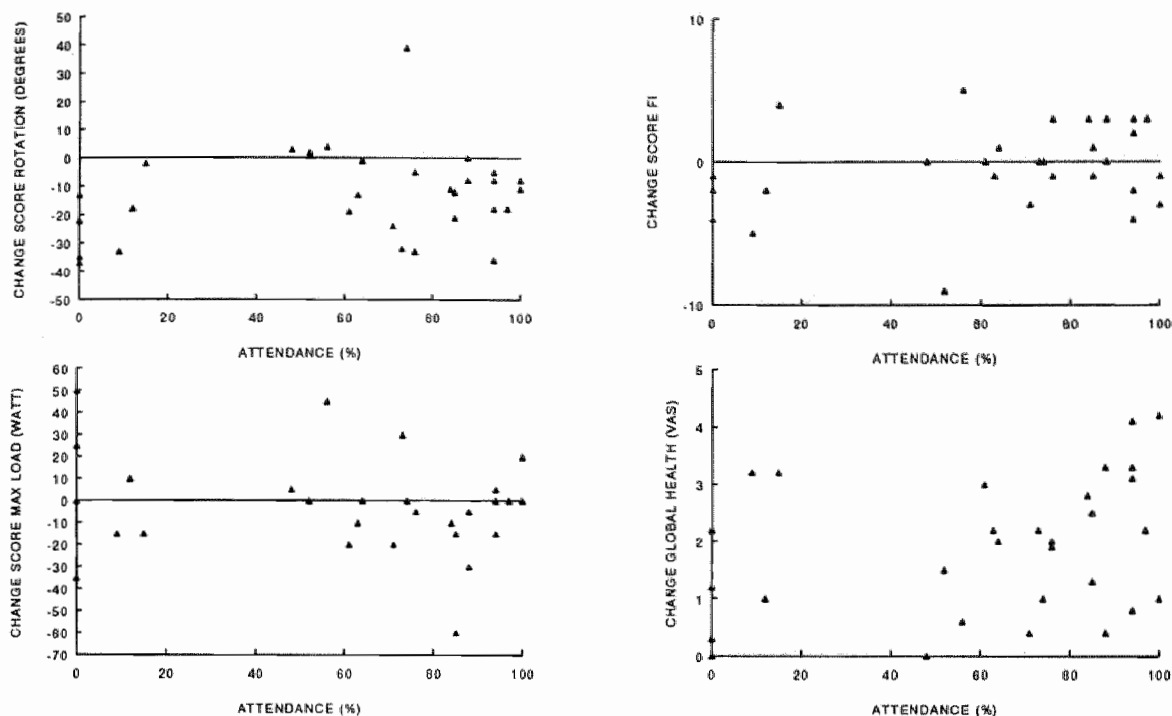 CHANGE SCORE ROTATION (DEGREES)
50
40
30
20
10
0
-10
-20
-30
-40
-50
0 20 40 60 80 100
ATTENDANCE (%)
CHANGE SCORE FI
10
0
-10
0 20 40 60 80 100
ATTENDANCE (%)
CHANGE SCORE MAX LOAD (WATT)
60
50
40
30
20
10
0
-10
-20
-30
-40
-50
-60
-70
0 20 40 60 80 100
ATTENDANCE (%)
CHANGE GLOBAL HEALTH (VAS)
5
4
3
2
1
0
0 20 40 60 80 100
ATTENDANCE (%)